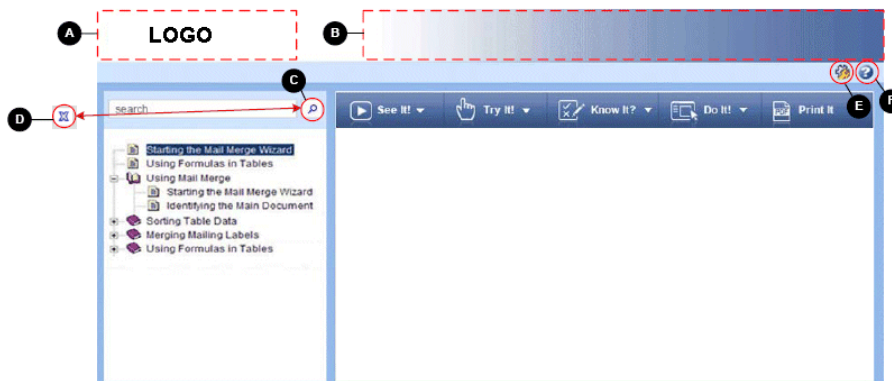 A
LOGO
B
C
D
E
F
search
See It!
Try It!
Know It?
Do It!
Print It
Starting the Mail Merge Wizard
Using Formulas in Tables
Using Mail Merge
Starting the Mail Merge Wizard
Identifying the Main Document
Sorting Table Data
Merging Mailing Labels
Using Formulas in Tables